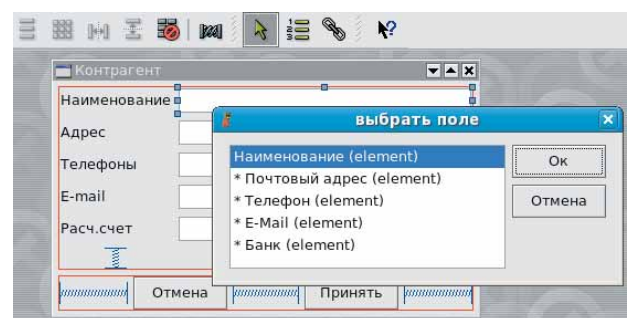 Контрагент
Наименование
Адрес
Телефоны
E-mail
Расч.счет
Отмена
Принять
выбрать поле
Наименование (element)
* Почтовый адрес (element)
* Телефон (element)
* E-Mail (element)
* Банк (element)
Ок
Отмена